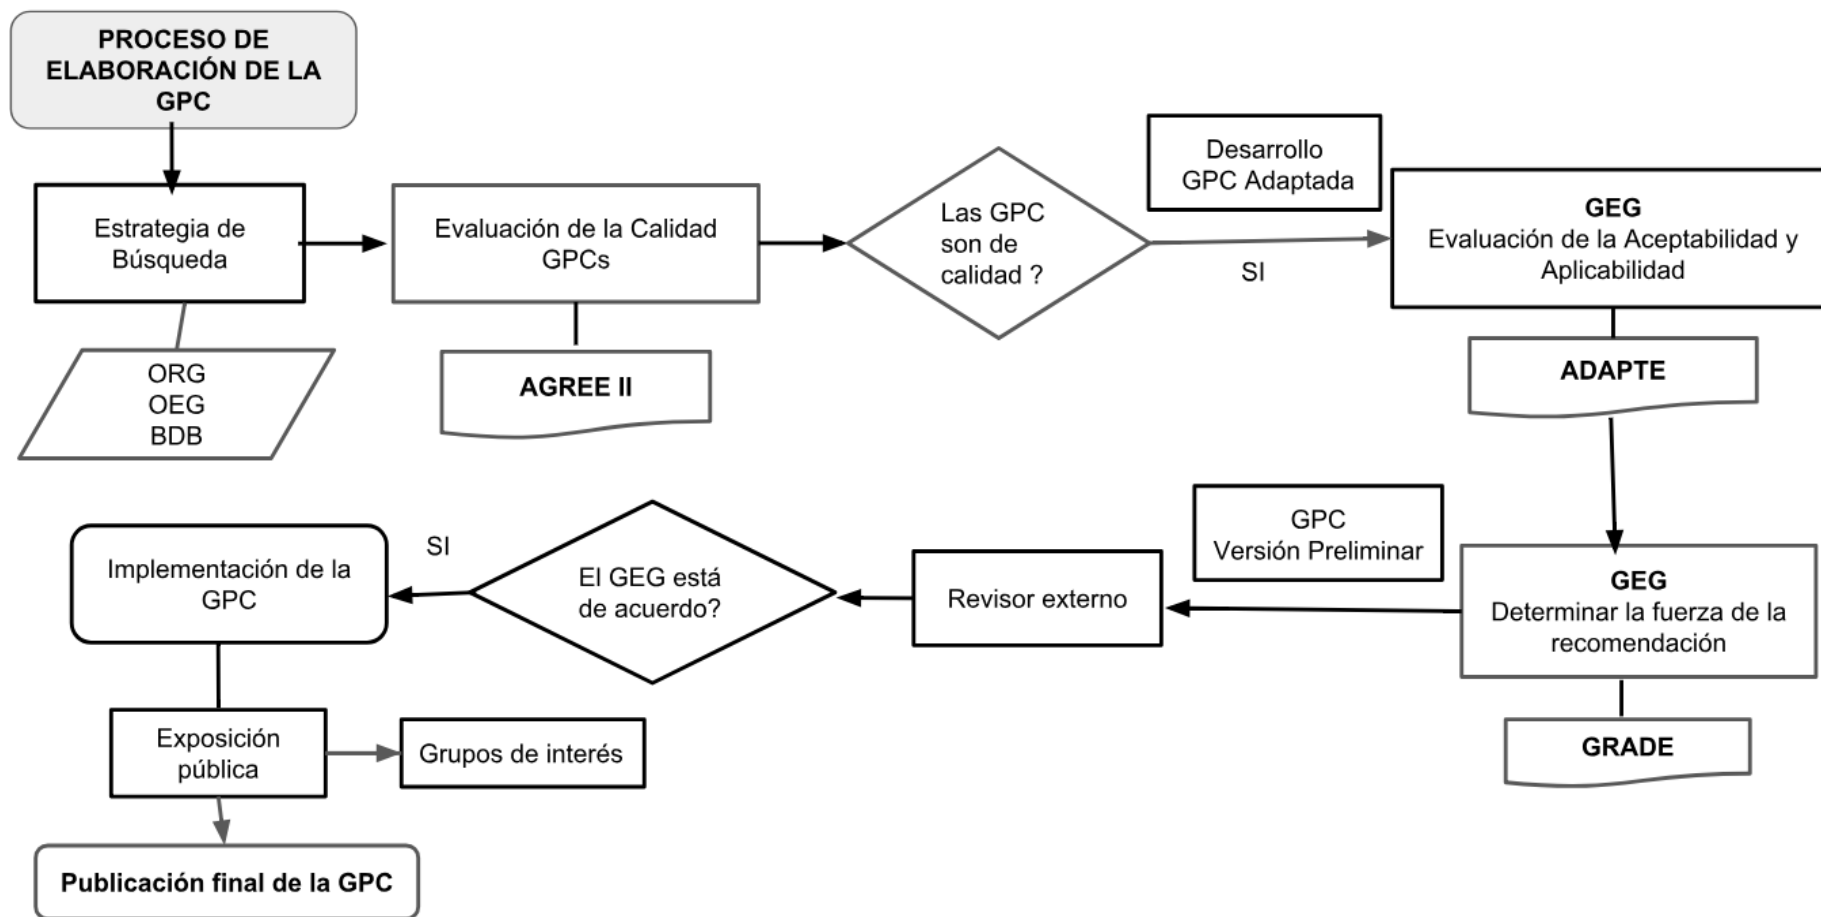 PROCESO DE
ELABORACIÓN DE LA
GPC
Estrategia de
Búsqueda
ORG
OEG
BDB
Evaluación de la Calidad
GPCs
AGREE II
Las GPC
son de
calidad ?
SI
Desarrollo
GPC Adaptada
GEG
Evaluación de la Aceptabilidad y
Aplicabilidad
ADAPTE
GEG
Determinar la fuerza de la
recomendación
GRADE
GPC
Versión Preliminar
Revisor externo
El GEG está
de acuerdo?
SI
Implementación de la
GPC
Exposición
pública
Grupos de interés
Publicación final de la GPC